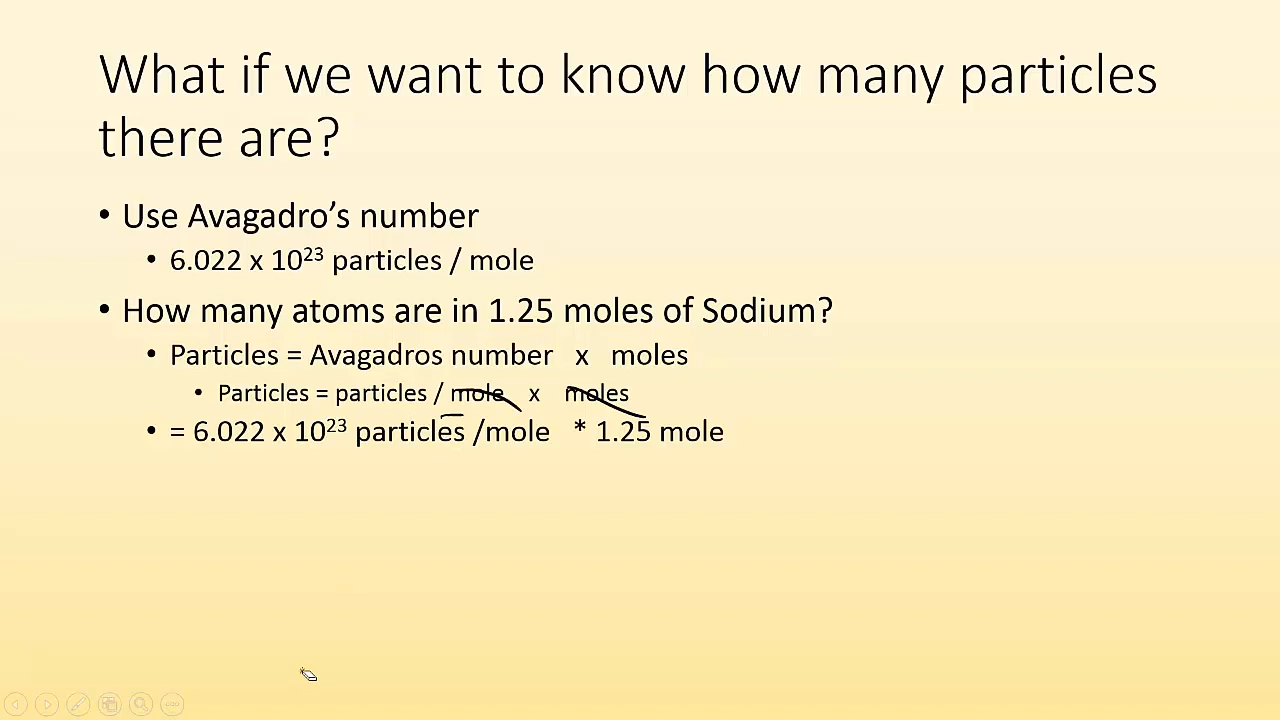 What if we want to know how many particles
there are?
• Use Avagadro’s number
• 6.022 x 10²³ particles / mole
• How many atoms are in 1.25 moles of Sodium?
• Particles = Avagadros number x moles
• Particles = particles / mole x moles
• = 6.022 x 10²³ particles /mole * 1.25 mole